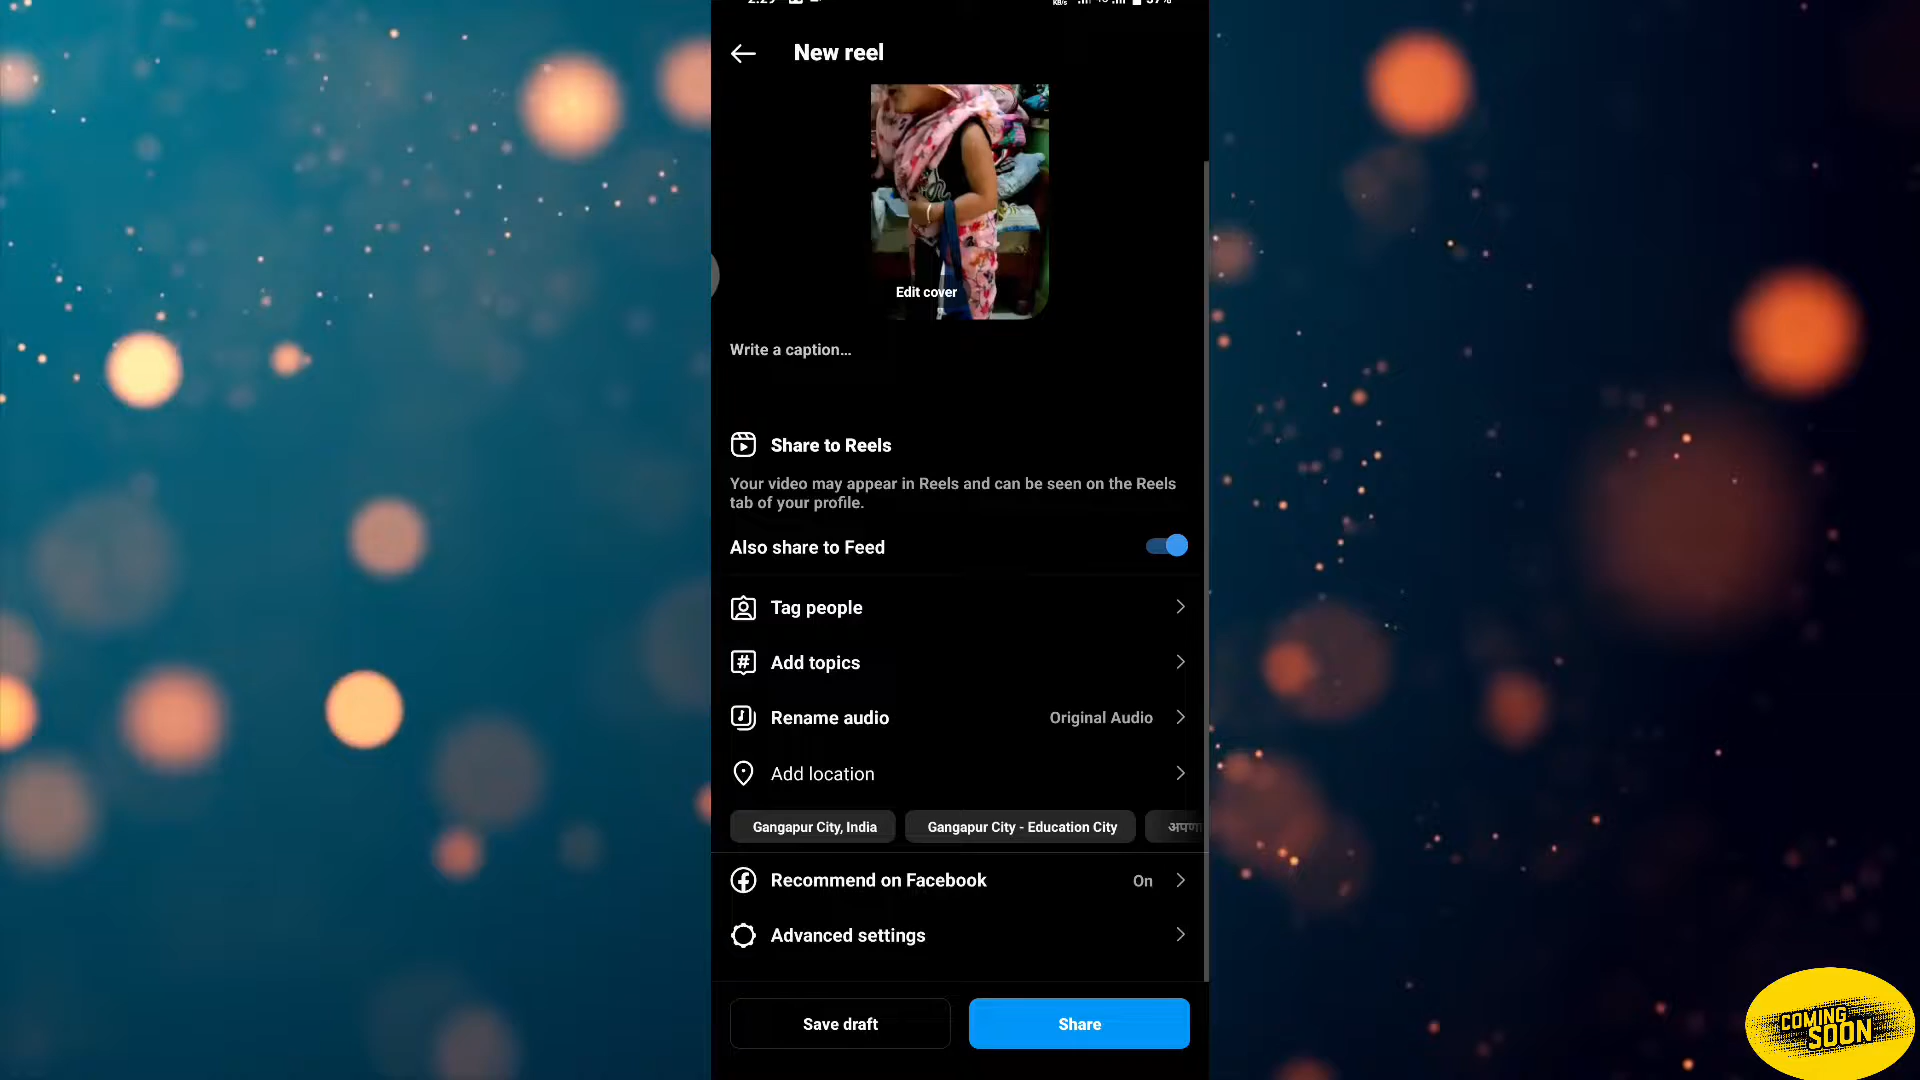 New reel
Edit cover
Write a caption...
Share to Reels
Your video may appear in Reels and can be seen on the Reels
tab of your profile.
Also share to Feed
Tag people
Add topics
Rename audio Original Audio
Add location
Gangapur City, India Gangapur City - Education City
Recommend on Facebook On
Advanced settings
Save draft Share
COMING
SOON